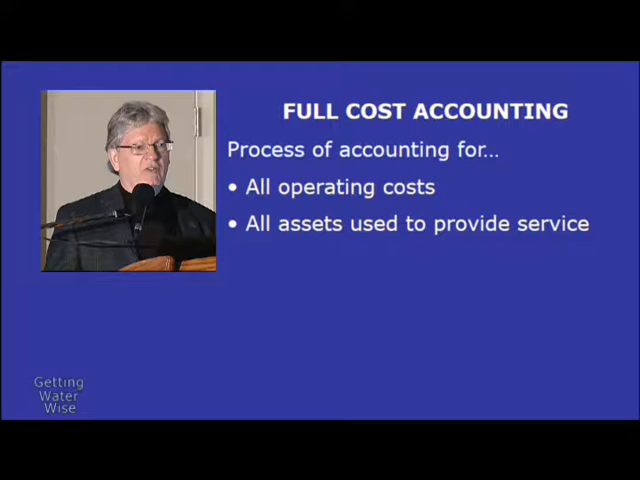 FULL COST ACCOUNTING
Process of accounting for...
• All operating costs
• All assets used to provide service
Getting
Water
Wise